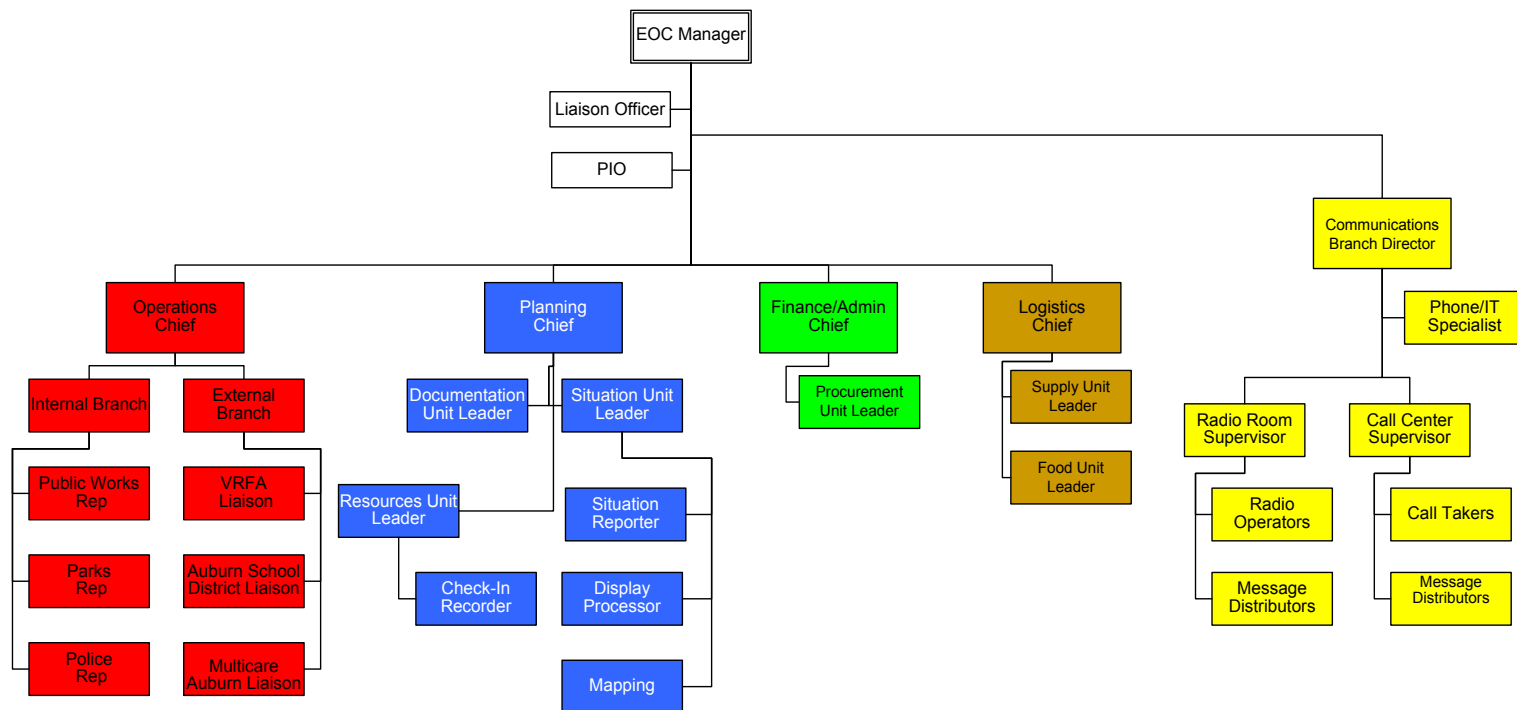 EOC Manager
Liaison Officer
PIO
Communications
Branch Director
Operations
Chief
Planning
Chief
Finance/Admin
Chief
Logistics
Chief
Phone/IT
Specialist
Internal Branch
External
Branch
Documentation
Unit Leader
Situation Unit
Leader
Procurement
Unit Leader
Supply Unit
Leader
Radio Room
Supervisor
Call Center
Supervisor
Public Works
Rep
VRFA
Liaison
Resources Unit
Leader
Situation
Reporter
Food Unit
Leader
Radio
Operators
Call Takers
Parks
Rep
Auburn School
District Liaison
Check-In
Recorder
Display
Processor
Message
Distributors
Message
Distributors
Police
Rep
Multicare
Auburn Liaison
Mapping